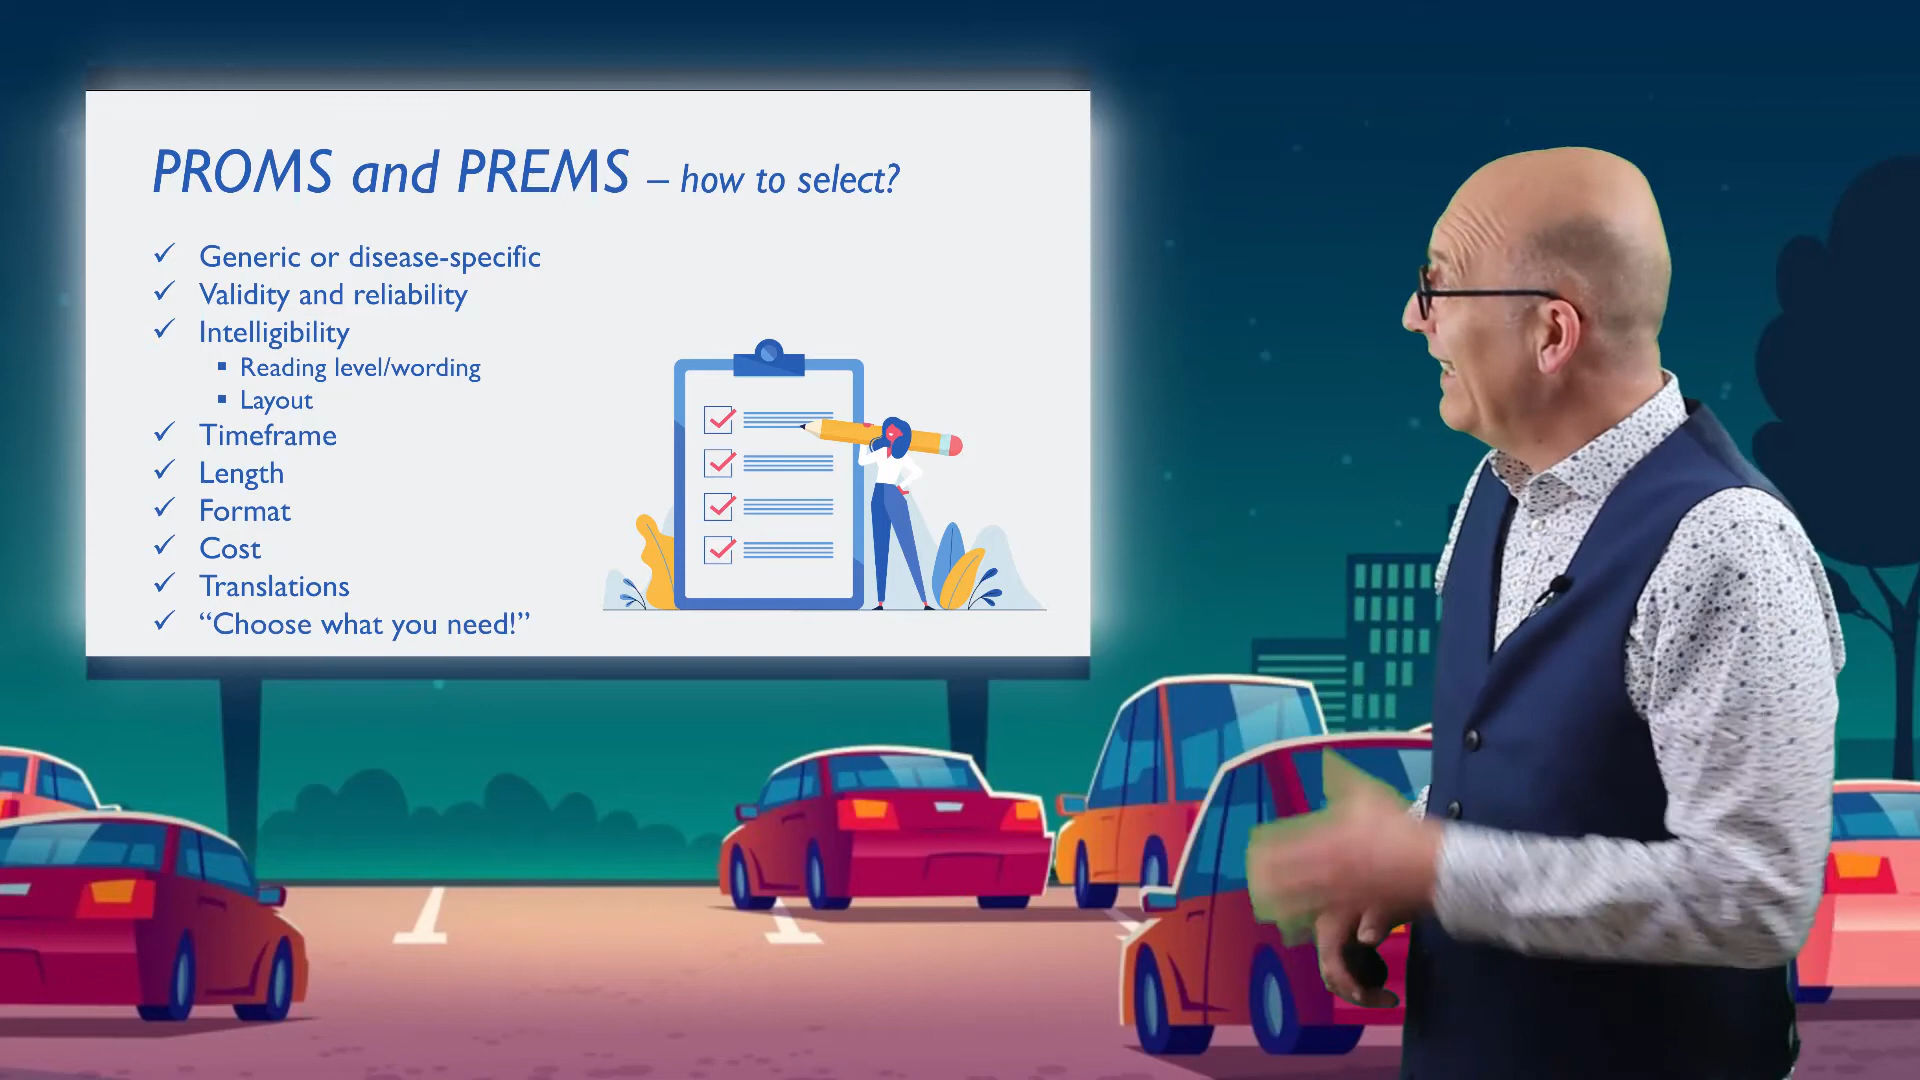 PROMS and PREMS – how to select?
✓ Generic or disease-specific
✓ Validity and reliability
✓ Intelligibility
▪ Reading level/wording
▪ Layout
✓ Timeframe
✓ Length
✓ Format
✓ Cost
✓ Translations
✓ “Choose what you need!”